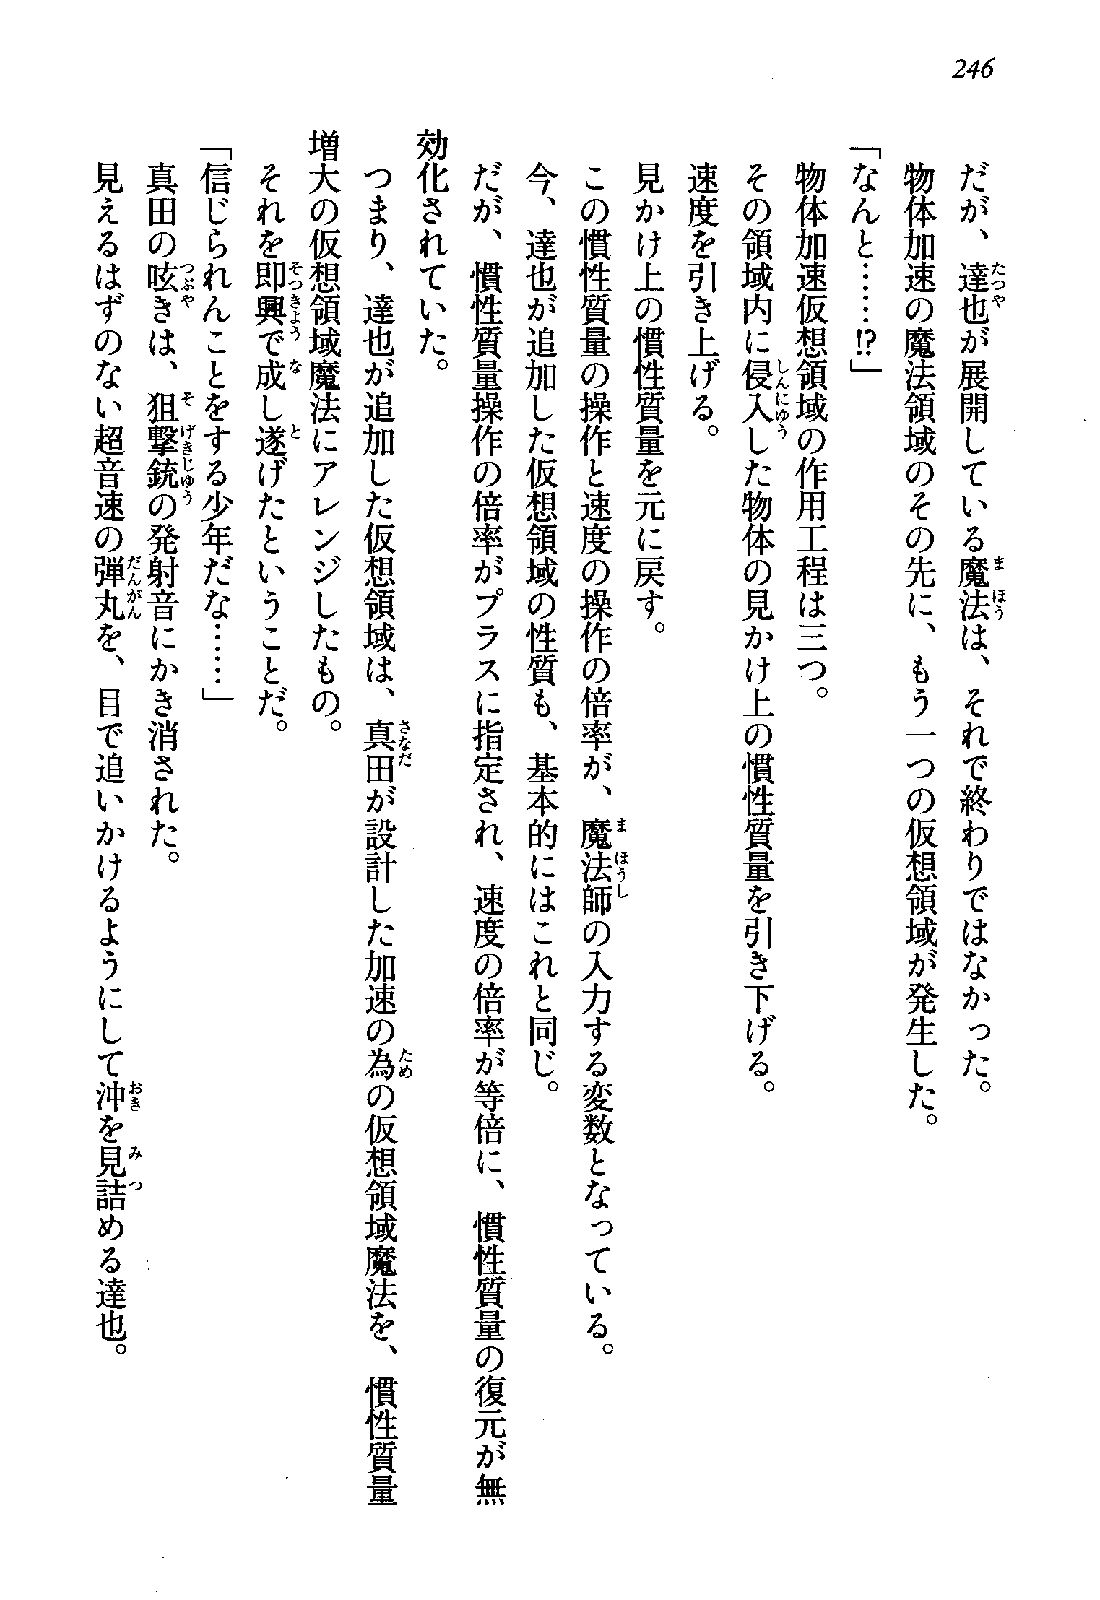 246
だが、達也が展開している魔法は、それで終わりではなかった。
物体加速の魔法領域のその先に、もう一つの仮想領域が発生した。
「なんと……!?」
物体加速仮想領域の作用工程は三つ。
その領域内に侵入した物体の見かけ上の慣性質量を引き下げる。
速度を引き上げる。
見かけ上の慣性質量を元に戻す。
この慣性質量の操作と速度の操作の倍率が、魔法師の入力する変数となっている。
今、達也が追加した仮想領域の性質も、基本的にはこれと同じ。
だが、慣性質量操作の倍率がプラスに指定され、速度の倍率が等倍に、慣性質量の復元が無
効化されていた。
つまり、達也が追加した仮想領域は、真田が設計した加速の為の仮想領域魔法を、慣性質量
増大の仮想領域魔法にアレンジしたもの。
それを即興で成し遂げたということだ。
「信じられんことをする少年だな……」
真田の呟きは、狙撃銃の発射音にかき消された。
見えるはずのない超音速の弾丸を、目で追いかけるようにして沖を見詰める達也。